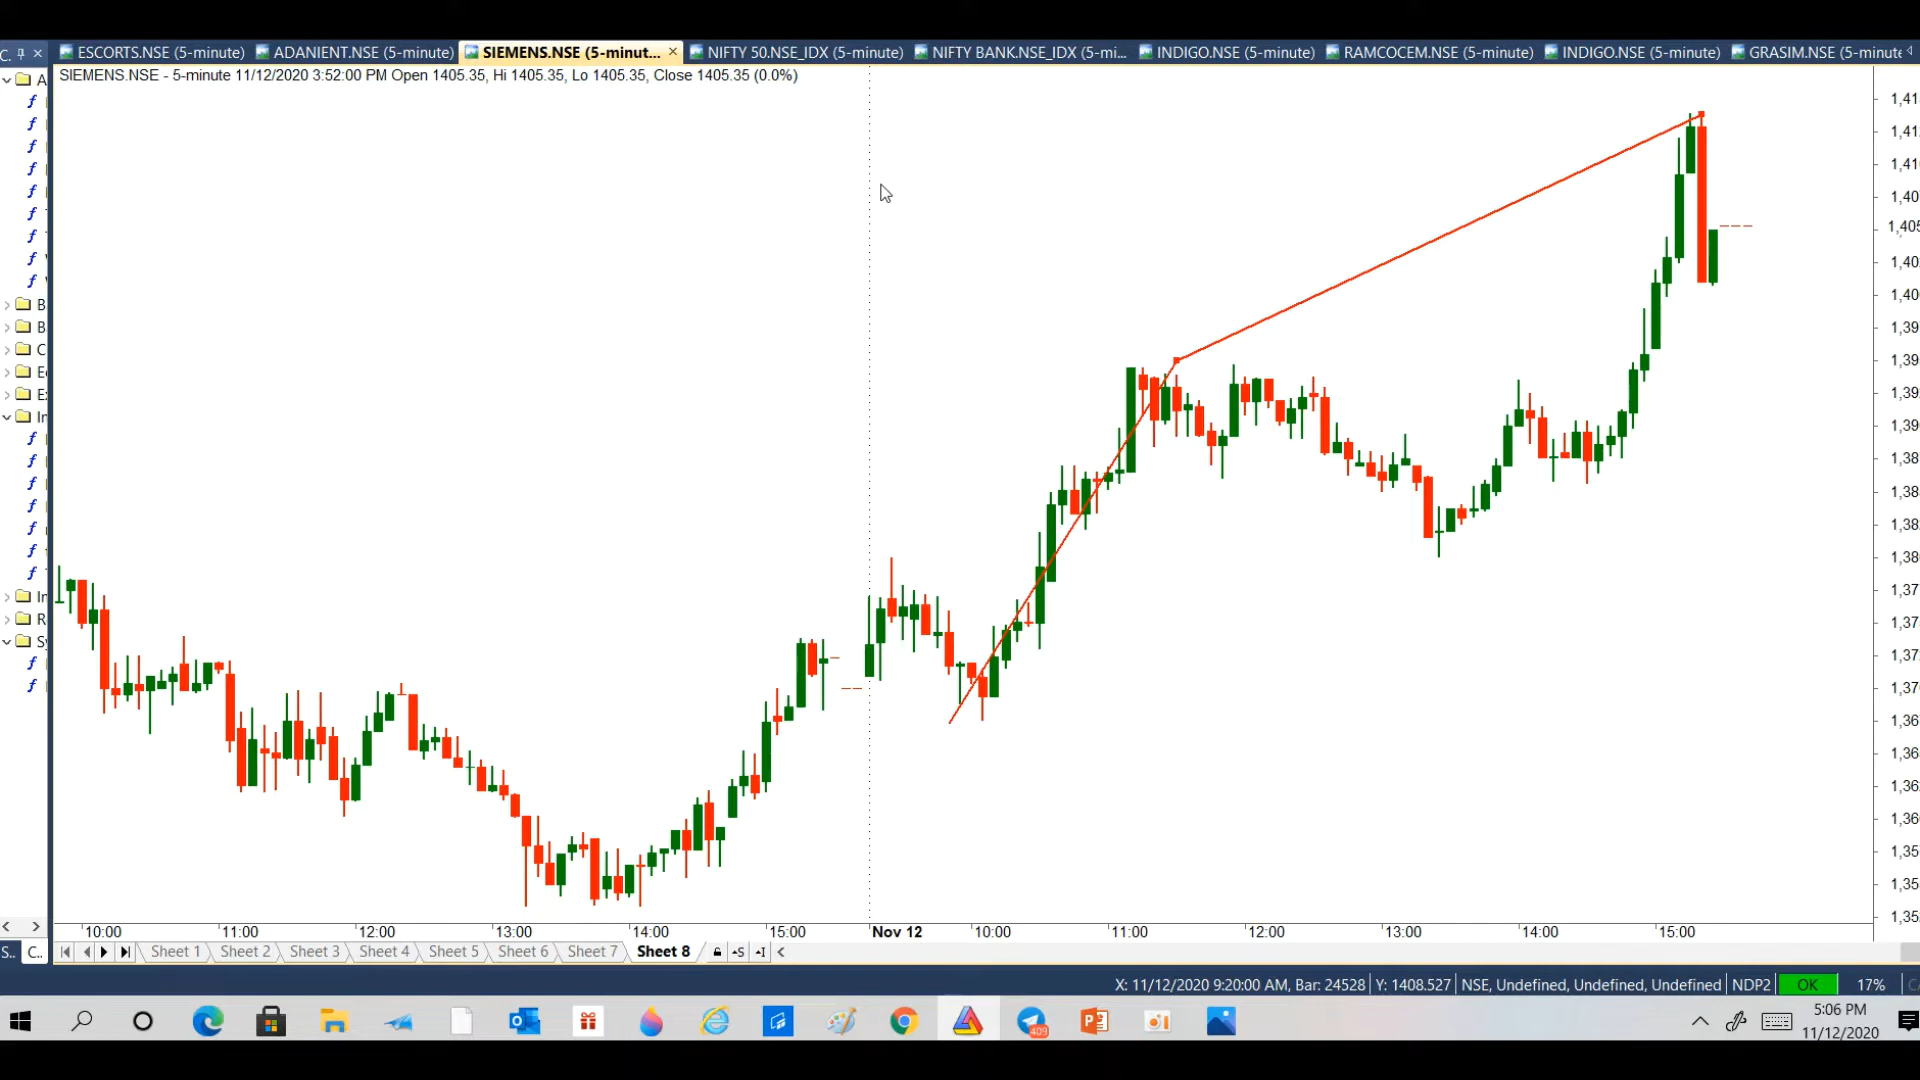 C.
ESCORTS.NSE (5-minute) ADANIENT.NSE (5-minute) SIEMENS.NSE (5-minut... × NIFTY 50.NSE_IDX (5-minute) NIFTY BANK.NSE_IDX (5-mi... INDIGO.NSE (5-minute) RAMCOCEM.NSE (5-minute) INDIGO.NSE (5-minute) GRASIM.NSE (5-minute
SIEMENS.NSE - 5-minute 11/12/2020 3:52:00 PM Open 1405.35, Hi 1405.35, Lo 1405.35, Close 1405.35 (0.0%)
A
B
B
C
E
In
In
R
Sy
1,405
10:00 11:00 12:00 13:00 14:00 15:00 Nov 12 10:00 11:00 12:00 13:00 14:00 15:00
S.. C.. Sheet 1 Sheet 2 Sheet 3 Sheet 4 Sheet 5 Sheet 6 Sheet 7 Sheet 8
X: 11/12/2020 9:20:00 AM, Bar: 24528 Y: 1408.527 NSE, Undefined, Undefined, Undefined NDP2 OK 17%
409
5:06 PM
11/12/2020